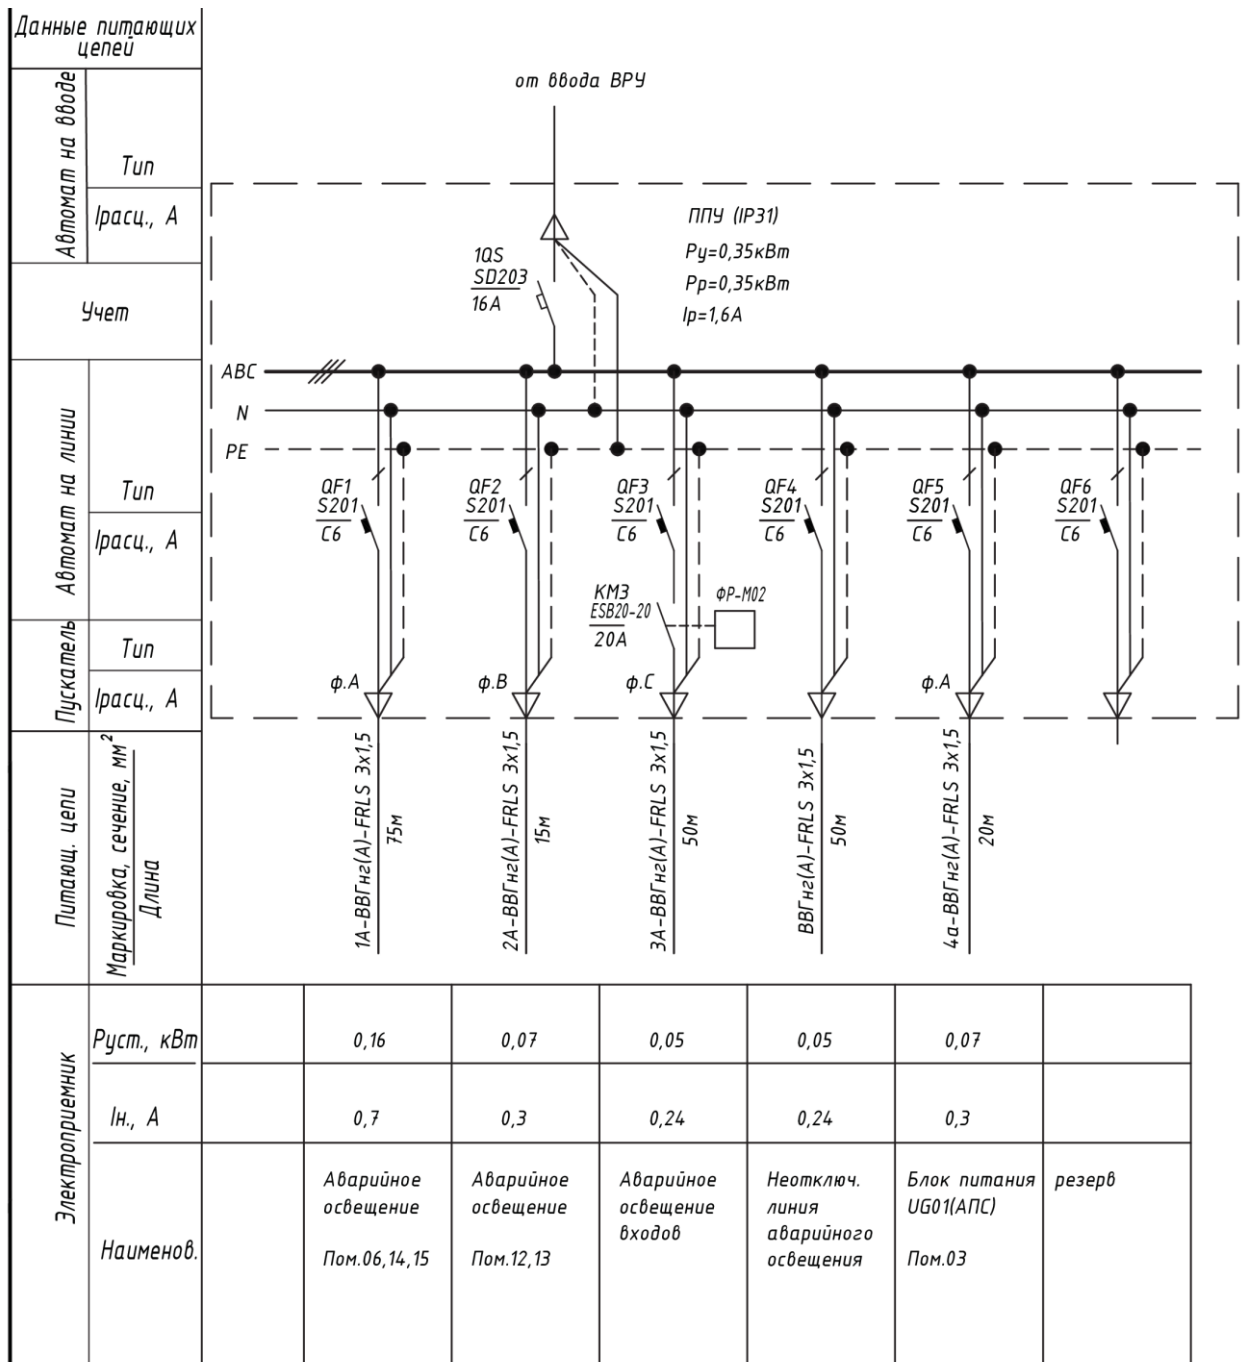 Данные питающих
цепей
Автомат на вводе
Тип
Iрасц., А
Учет
Автомат на линии
Тип
Iрасц., А
Пускатель
Тип
Iрасц., А
Питающ. цепи
Маркировка, сечение, мм²
Длина
от ввода ВРУ
ППУ (IP31)
Ру=0,35кВт
Рр=0,35кВт
Iр=1,6А
1QS
SD203
16А
ABC
N
PE
QF1
S201
C6
QF2
S201
C6
QF3
S201
C6
QF4
S201
C6
QF5
S201
C6
QF6
S201
C6
КМ3
ESB20-20
20А
ФР-М02
ф.А
ф.В
ф.С
ф.А
1А-ВВГнг(А)-FRLS 3х1,5
75м
2А-ВВГнг(А)-FRLS 3х1,5
15м
3А-ВВГнг(А)-FRLS 3х1,5
50м
ВВГнг(А)-FRLS 3х1,5
50м
4а-ВВГнг(А)-FRLS 3х1,5
20м
Электроприемник
Руст., кВт
0,16
0,07
0,05
0,05
0,07
Iн., А
0,7
0,3
0,24
0,24
0,3
Наименов.
Аварийное
освещение
Пом.06,14,15
Аварийное
освещение
Пом.12,13
Аварийное
освещение
входов
Неотключ.
линия
аварийного
освещения
Блок питания
UG01(АПС)
Пом.03
резерв